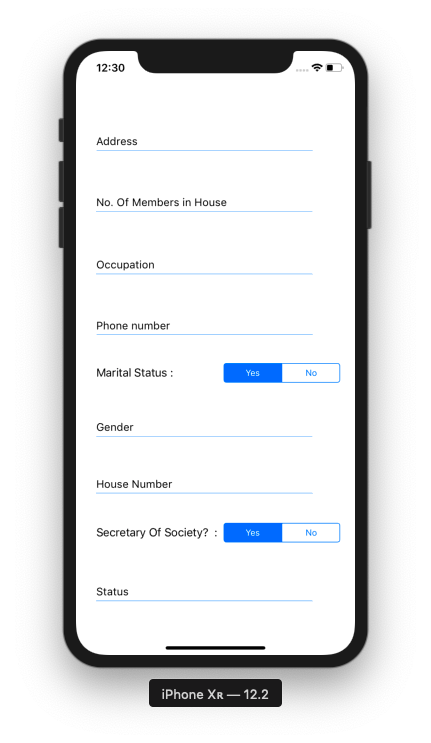 12:30
Address
No. Of Members in House
Occupation
Phone number
Marital Status : Yes No
Gender
House Number
Secretary Of Society? : Yes No
Status
iPhone Xʀ — 12.2